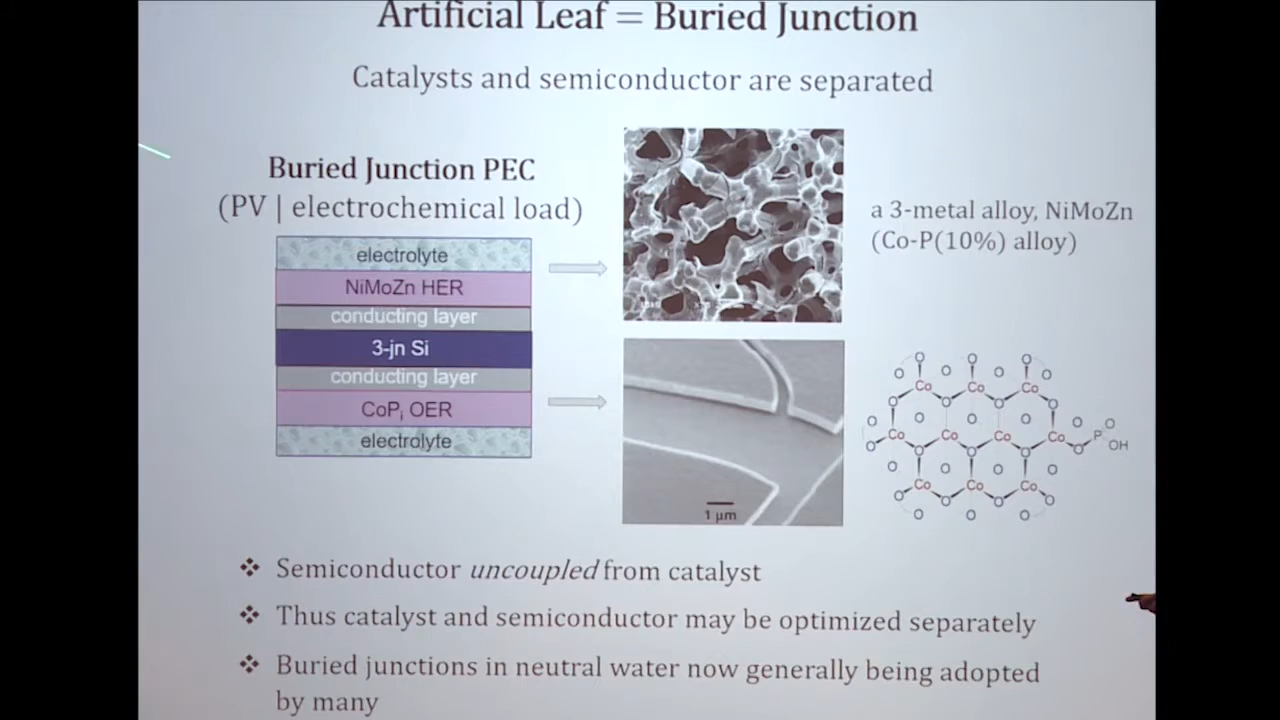 Artificial Leaf = Buried Junction
Catalysts and semiconductor are separated
Buried Junction PEC
(PV | electrochemical load)
electrolyte
NiMoZn HER
conducting layer
3-jn Si
conducting layer
CoPi OER
electrolyte
a 3-metal alloy, NiMoZn
(Co-P(10%) alloy)
1 μm
O O O
O O O O
Co Co Co
O O O O
O O O O O O
Co Co Co Co P
O O O O O OH
O O O O
Co Co Co
O O O O
O O O
❖ Semiconductor uncoupled from catalyst
❖ Thus catalyst and semiconductor may be optimized separately
❖ Buried junctions in neutral water now generally being adopted
by many